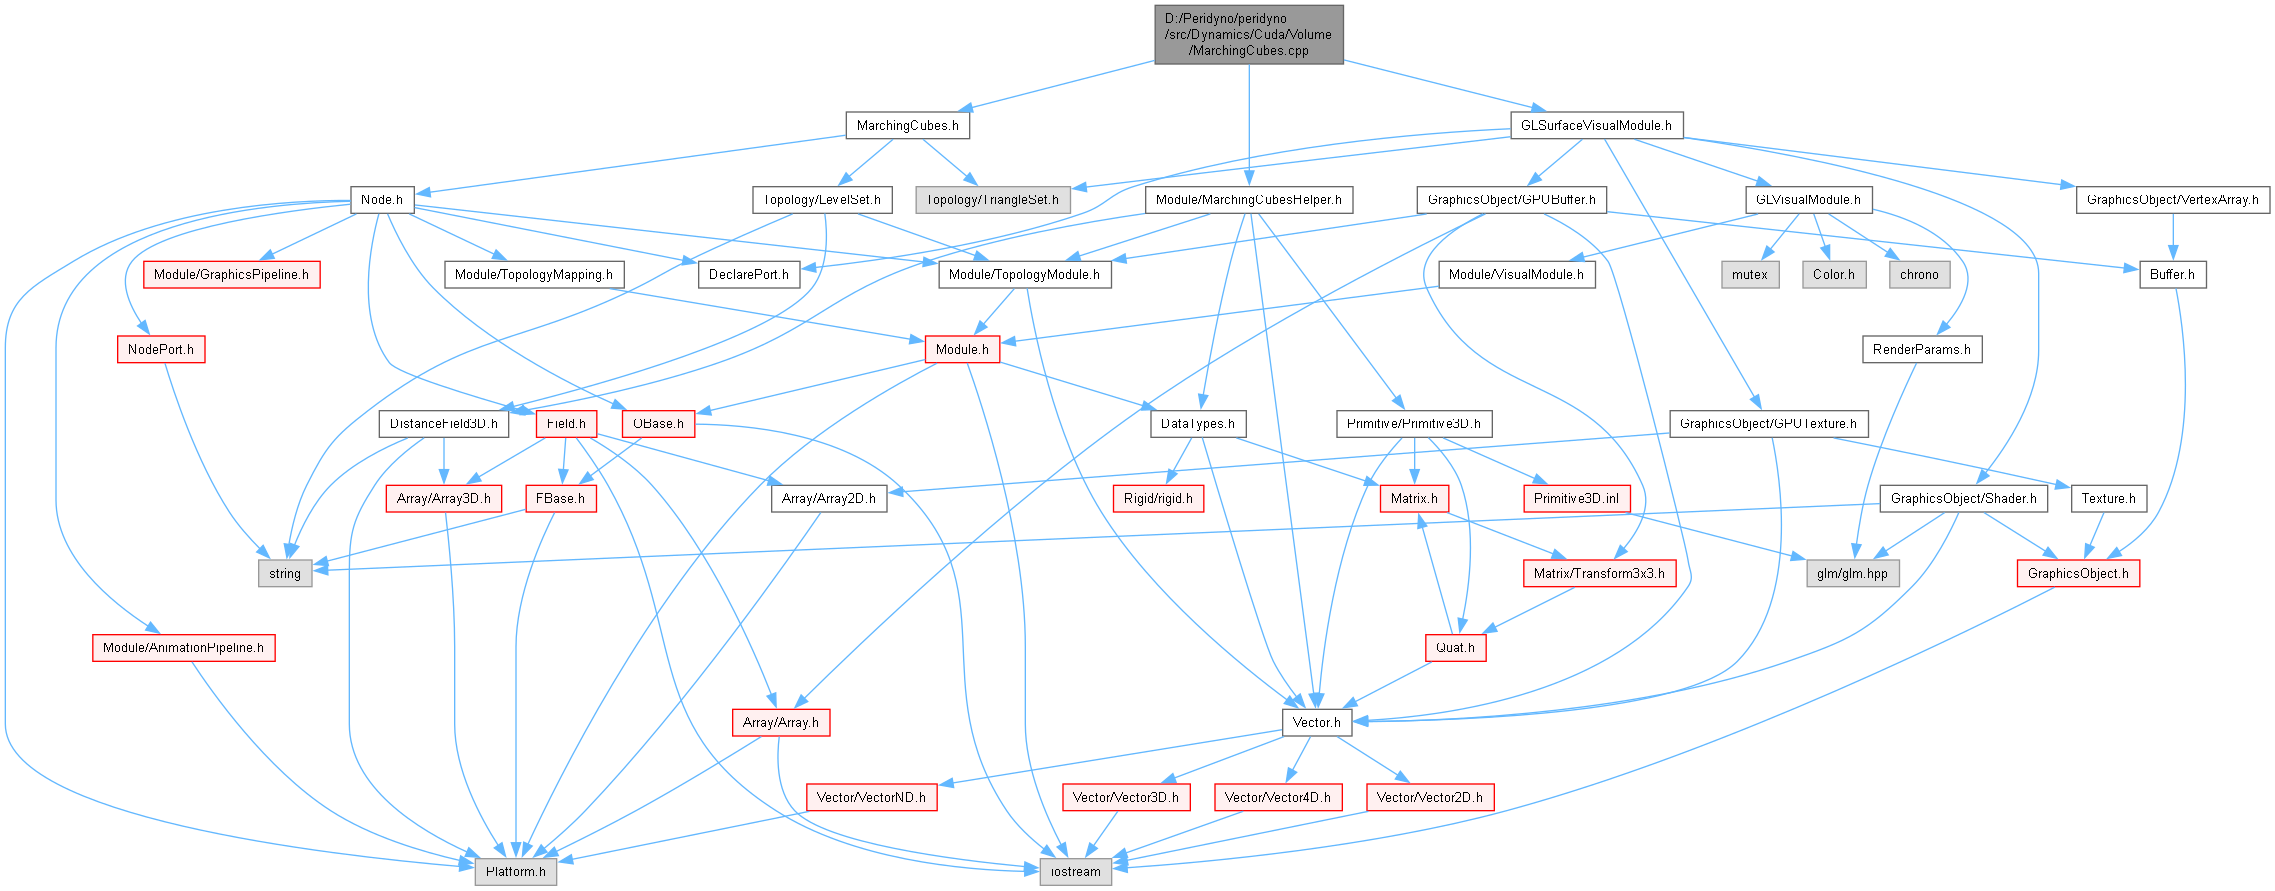 D:/Peridyno/peridyno
/src/Dynamics/Cuda/Volume
/MarchingCubes.cpp
MarchingCubes.h
GLSurfaceVisualModule.h
Node.h
Topology/LevelSet.h
Topology/TriangleSet.h
Module/MarchingCubesHelper.h
GraphicsObject/GPUBuffer.h
GLVisualModule.h
GraphicsObject/VertexArray.h
Module/GraphicsPipeline.h
Module/TopologyMapping.h
DeclarePort.h
Module/TopologyModule.h
Module/VisualModule.h
mutex
Color.h
chrono
Buffer.h
NodePort.h
Module.h
RenderParams.h
DistanceField3D.h
Field.h
OBase.h
DataTypes.h
Primitive/Primitive3D.h
GraphicsObject/GPUTexture.h
Array/Array3D.h
FBase.h
Array/Array2D.h
Rigid/rigid.h
Matrix.h
Primitive3D.inl
GraphicsObject/Shader.h
Texture.h
string
Matrix/Transform3x3.h
glm/glm.hpp
GraphicsObject.h
Module/AnimationPipeline.h
Quat.h
Array/Array.h
Vector.h
Vector/VectorND.h
Vector/Vector3D.h
Vector/Vector4D.h
Vector/Vector2D.h
Platform.h
iostream